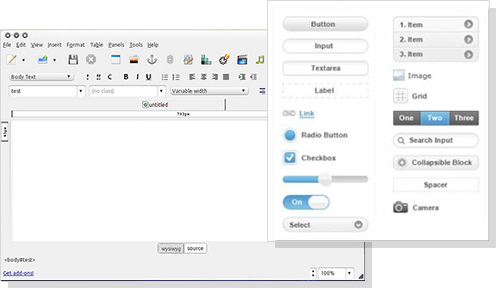 File Edit View Insert Format Table Panels Tools Help
Body Text
test
(no class)
Variable width
untitled
793px
wysiwyg
source
<body#test>
Get add-ons!
100%
Button
Input
Textarea
Label
Link
Radio Button
Checkbox
On
Select
1. Item
2. Item
3. Item
Image
Grid
One Two Three
Search Input
Collapsible Block
Spacer
Camera